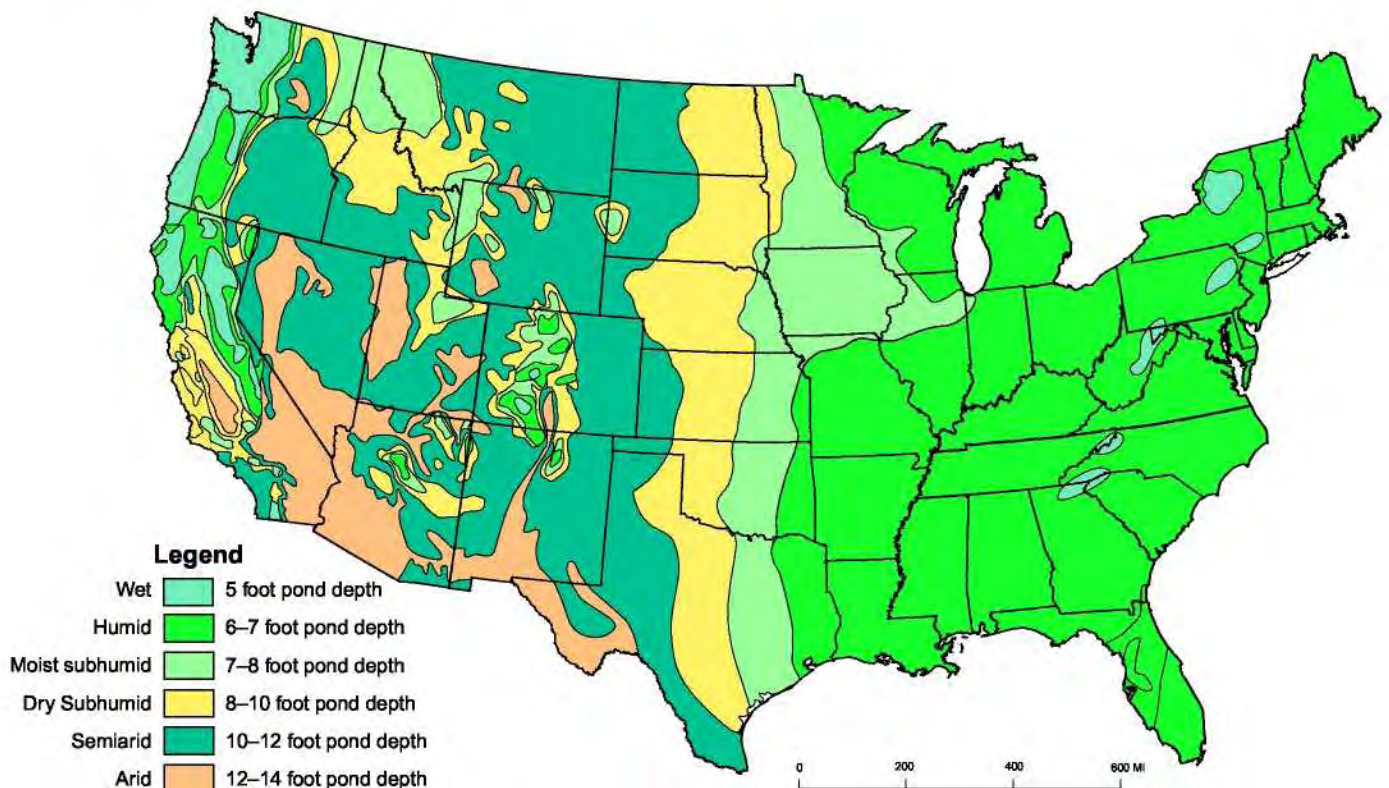 Legend
Wet 5 foot pond depth
Humid 6–7 foot pond depth
Moist subhumid 7–8 foot pond depth
Dry Subhumid 8–10 foot pond depth
Semiarid 10–12 foot pond depth
Arid 12–14 foot pond depth
0 200 400 600 MI